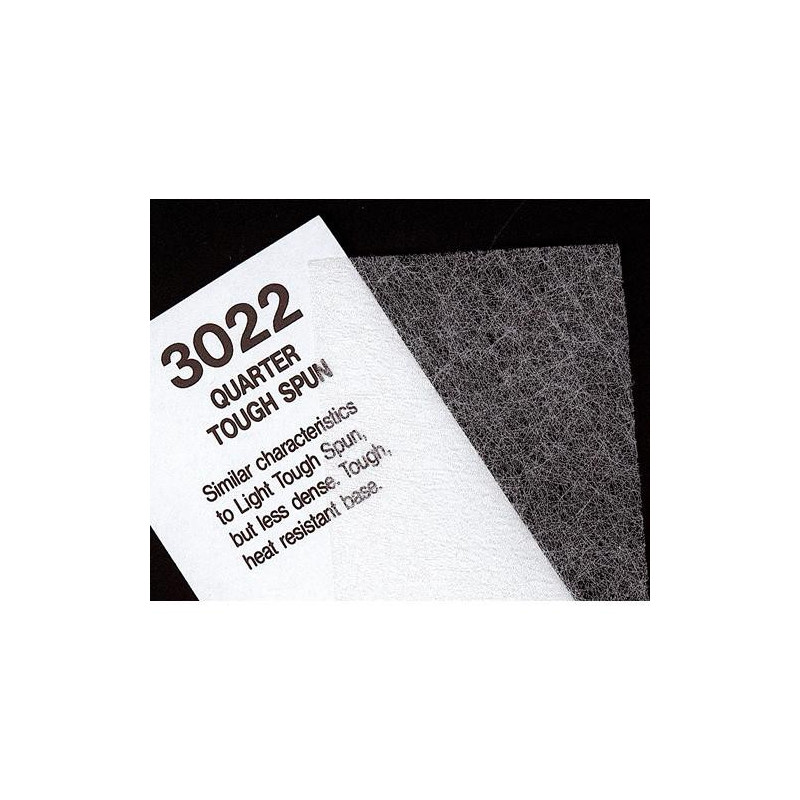 3022
QUARTER
TOUGH SPUN
Similar characteristics
to Light Tough Spun,
but less dense. Tough,
heat resistant base.